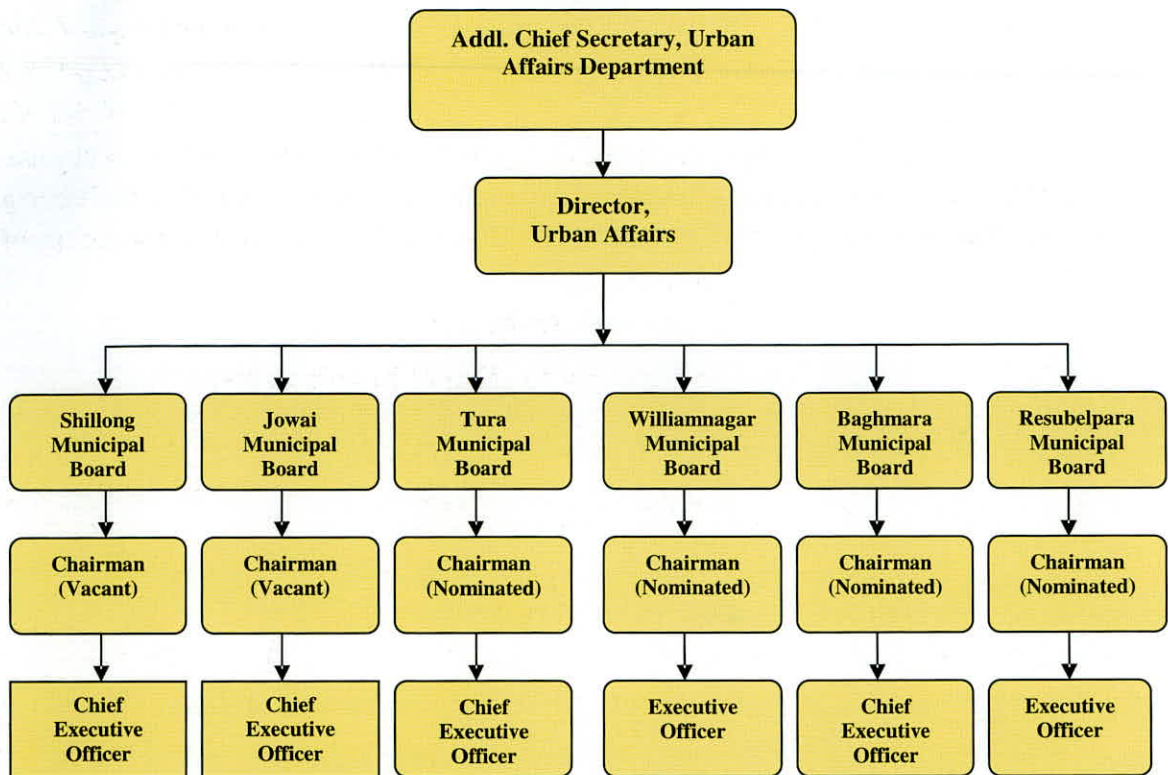 Addl. Chief Secretary, Urban
Affairs Department
Director,
Urban Affairs
Shillong
Municipal
Board
Jowai
Municipal
Board
Tura
Municipal
Board
Williamnagar
Municipal
Board
Baghmara
Municipal
Board
Resubelpara
Municipal
Board
Chairman
(Vacant)
Chairman
(Vacant)
Chairman
(Nominated)
Chairman
(Nominated)
Chairman
(Nominated)
Chairman
(Nominated)
Chief
Executive
Officer
Chief
Executive
Officer
Chief
Executive
Officer
Executive
Officer
Chief
Executive
Officer
Executive
Officer